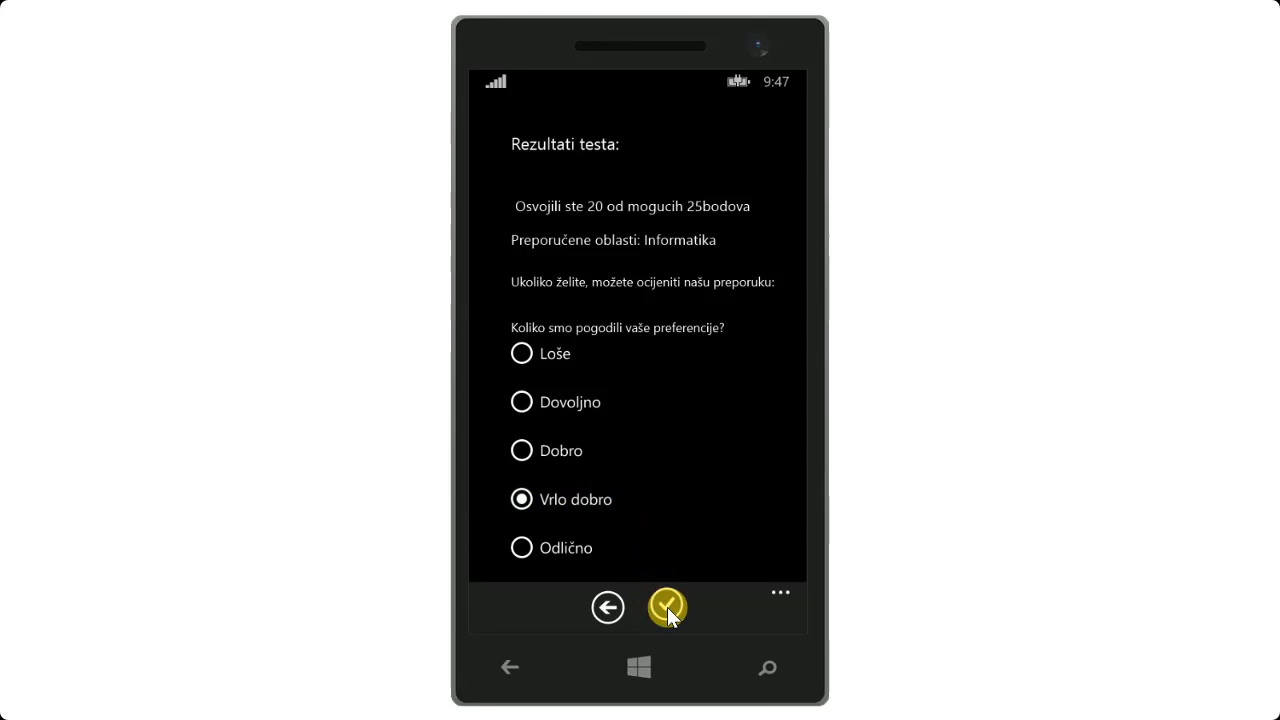 9:47
Rezultati testa:
Osvojili ste 20 od mogucih 25bodova
Preporučene oblasti: Informatika
Ukoliko želite, možete ocijeniti našu preporuku:
Koliko smo pogodili vaše preferencije?
Loše
Dovoljno
Dobro
Vrlo dobro
Odlično